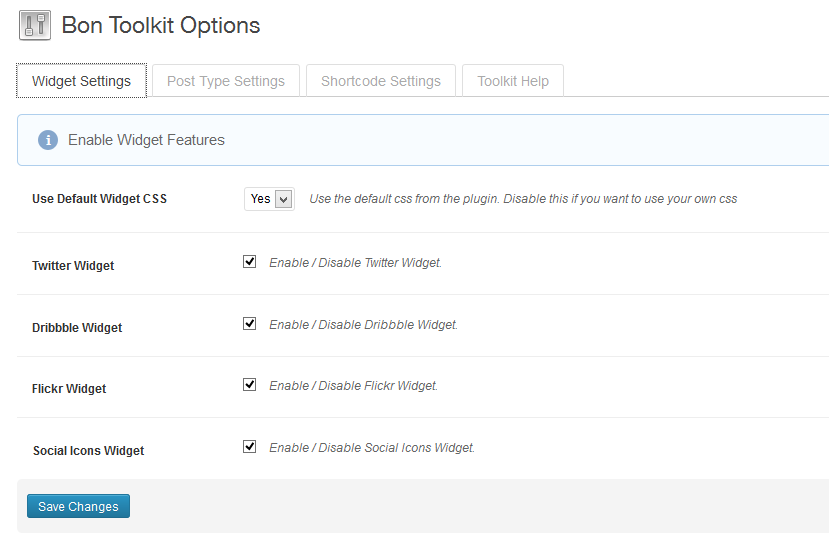 Bon Toolkit Options
Widget Settings Post Type Settings Shortcode Settings Toolkit Help
Enable Widget Features
Use Default Widget CSS Yes Use the default css from the plugin. Disable this if you want to use your own css
Twitter Widget Enable / Disable Twitter Widget.
Dribbble Widget Enable / Disable Dribbble Widget.
Flickr Widget Enable / Disable Flickr Widget.
Social Icons Widget Enable / Disable Social Icons Widget.
Save Changes